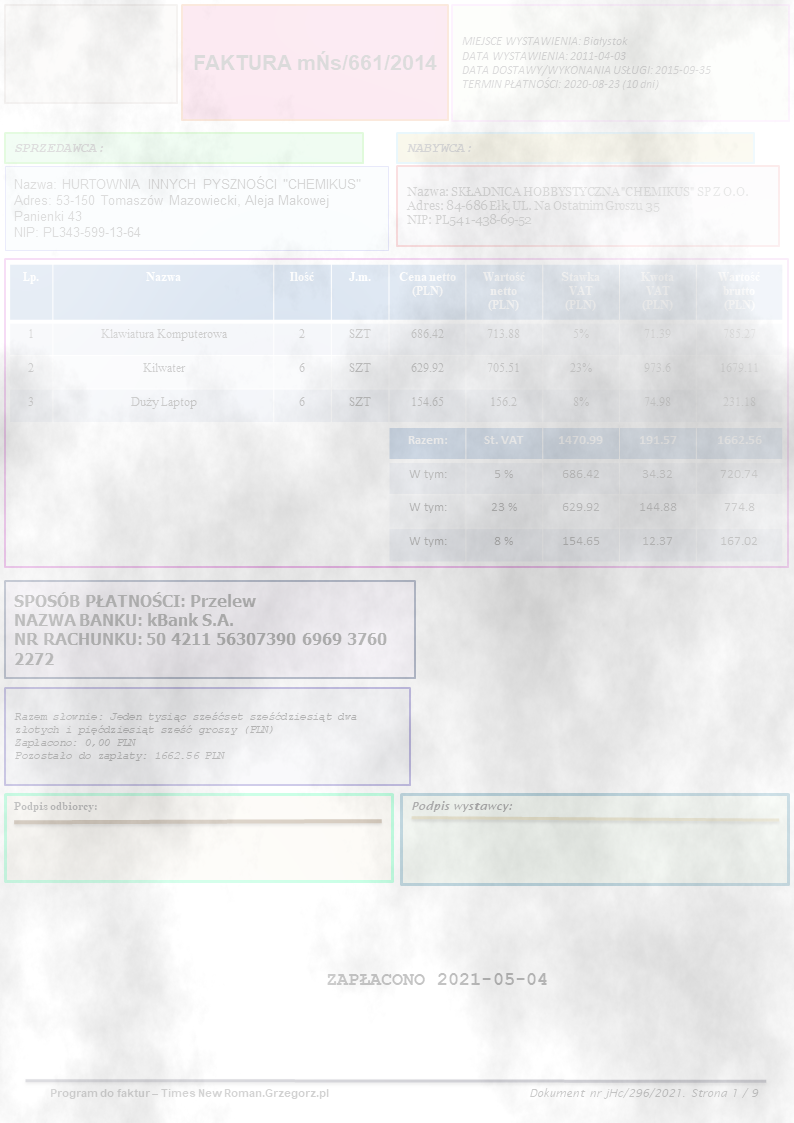 FAKTURA mŃs/661/2014
MIEJSCE WYSTAWIENIA: Białystok
DATA WYSTAWIENIA: 2011-04-03
DATA DOSTAWY/WYKONANIA USŁUGI: 2015-09-35
TERMIN PŁATNOŚCI: 2020-08-23 (10 dni)
SPRZEDAWCA:
Nazwa: HURTOWNIA INNYCH PYSZNOŚCI "CHEMIKUS"
Adres: 53-150 Tomaszów Mazowiecki, Aleja Makowej
Panienki 43
NIP: PL343-599-13-64
NABYWCA:
Nazwa: SKŁADNICA HOBBYSTYCZNA "CHEMIKUS" SP Z O.O.
Adres: 84-686 Ełk, UL. Na Ostatnim Groszu 35
NIP: PL541-438-69-52
Lp. Nazwa Ilość J.m. Cena netto (PLN) Wartość netto (PLN) Stawka VAT (PLN) Kwota VAT (PLN) Wartość brutto (PLN)
1 Klawiatura Komputerowa 2 SZT 686.42 713.88 5% 71.39 785.27
2 Kilwater 6 SZT 629.92 705.51 23% 973.6 1679.11
3 Duży Laptop 6 SZT 154.65 156.2 8% 74.98 231.18
Razem: St. VAT 1470.99 191.57 1662.56
W tym: 5 % 686.42 34.32 720.74
W tym: 23 % 629.92 144.88 774.8
W tym: 8 % 154.65 12.37 167.02
SPOSÓB PŁATNOŚCI: Przelew
NAZWA BANKU: kBank S.A.
NR RACHUNKU: 50 4211 56307390 6969 3760
2272
Razem słownie: Jeden tysiąc sześćset sześćdziesiąt dwa
złotych i pięćdziesiąt sześć groszy (PLN)
Zapłacono: 0,00 PLN
Pozostało do zapłaty: 1662.56 PLN
Podpis odbiorcy:
Podpis wystawcy:
ZAPŁACONO 2021-05-04
Program do faktur – Times New Roman.Grzegorz.pl
Dokument nr jHc/296/2021. Strona 1 / 9